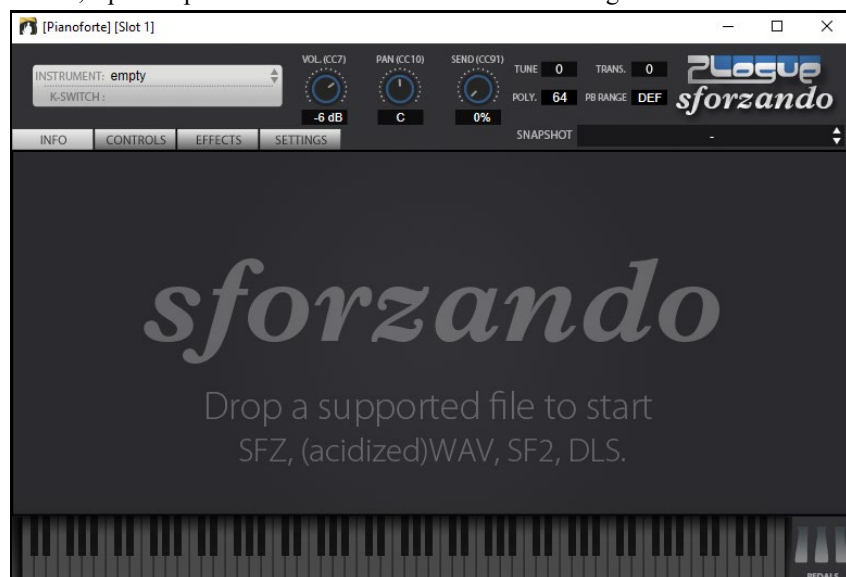 [Pianoforte] [Slot 1]
INSTRUMENT: empty
K-SWITCH :
VOL. (CC7)
-6 dB
PAN (CC10)
C
SEND (CC91)
0%
TUNE 0 TRANS. 0
POLY. 64 PB RANGE DEF
Plogue
sforzando
INFO CONTROLS EFFECTS SETTINGS
SNAPSHOT -
sforzando
Drop a supported file to start
SFZ, (acidized)WAV, SF2, DLS.
PEDALS